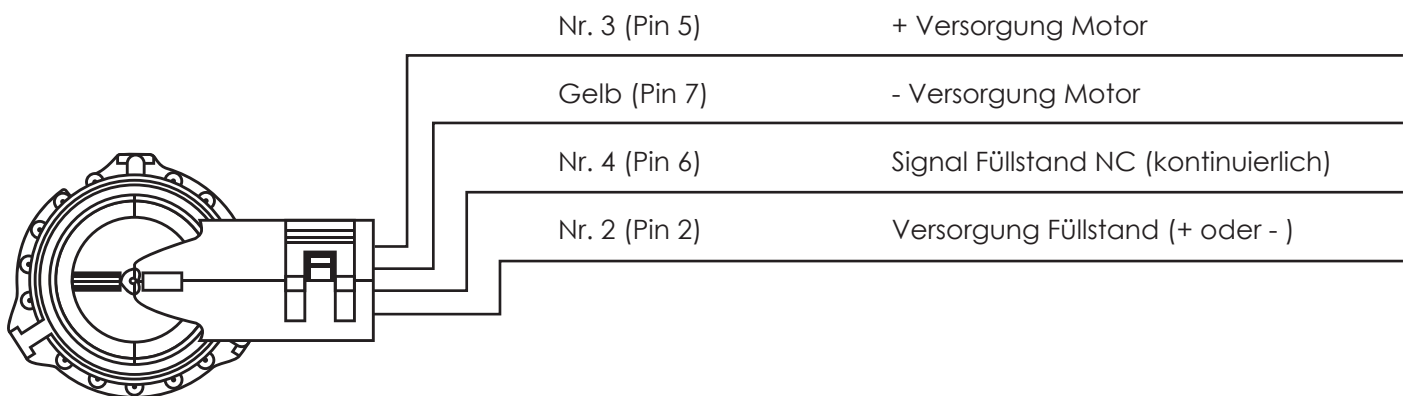 Nr. 3 (Pin 5) + Versorgung Motor
Gelb (Pin 7) - Versorgung Motor
Nr. 4 (Pin 6) Signal Füllstand NC (kontinuierlich)
Nr. 2 (Pin 2) Versorgung Füllstand (+ oder - )